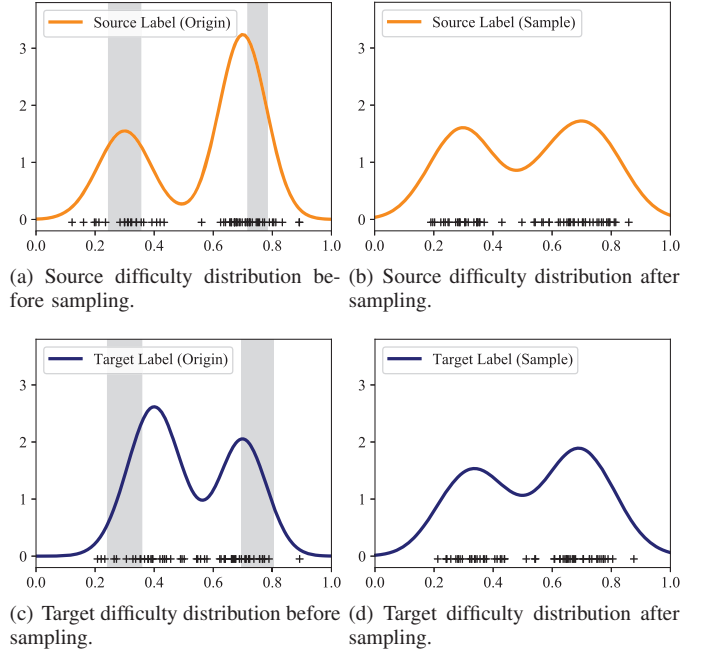 Source Label (Origin)
3
2
1
0
0.0 0.2 0.4 0.6 0.8 1.0
Source Label (Sample)
3
2
1
0
0.0 0.2 0.4 0.6 0.8 1.0
(a) Source difficulty distribution be-
fore sampling.
(b) Source difficulty distribution after
sampling.
Target Label (Origin)
3
2
1
0
0.0 0.2 0.4 0.6 0.8 1.0
Target Label (Sample)
3
2
1
0
0.0 0.2 0.4 0.6 0.8 1.0
(c) Target difficulty distribution before
sampling.
(d) Target difficulty distribution after
sampling.